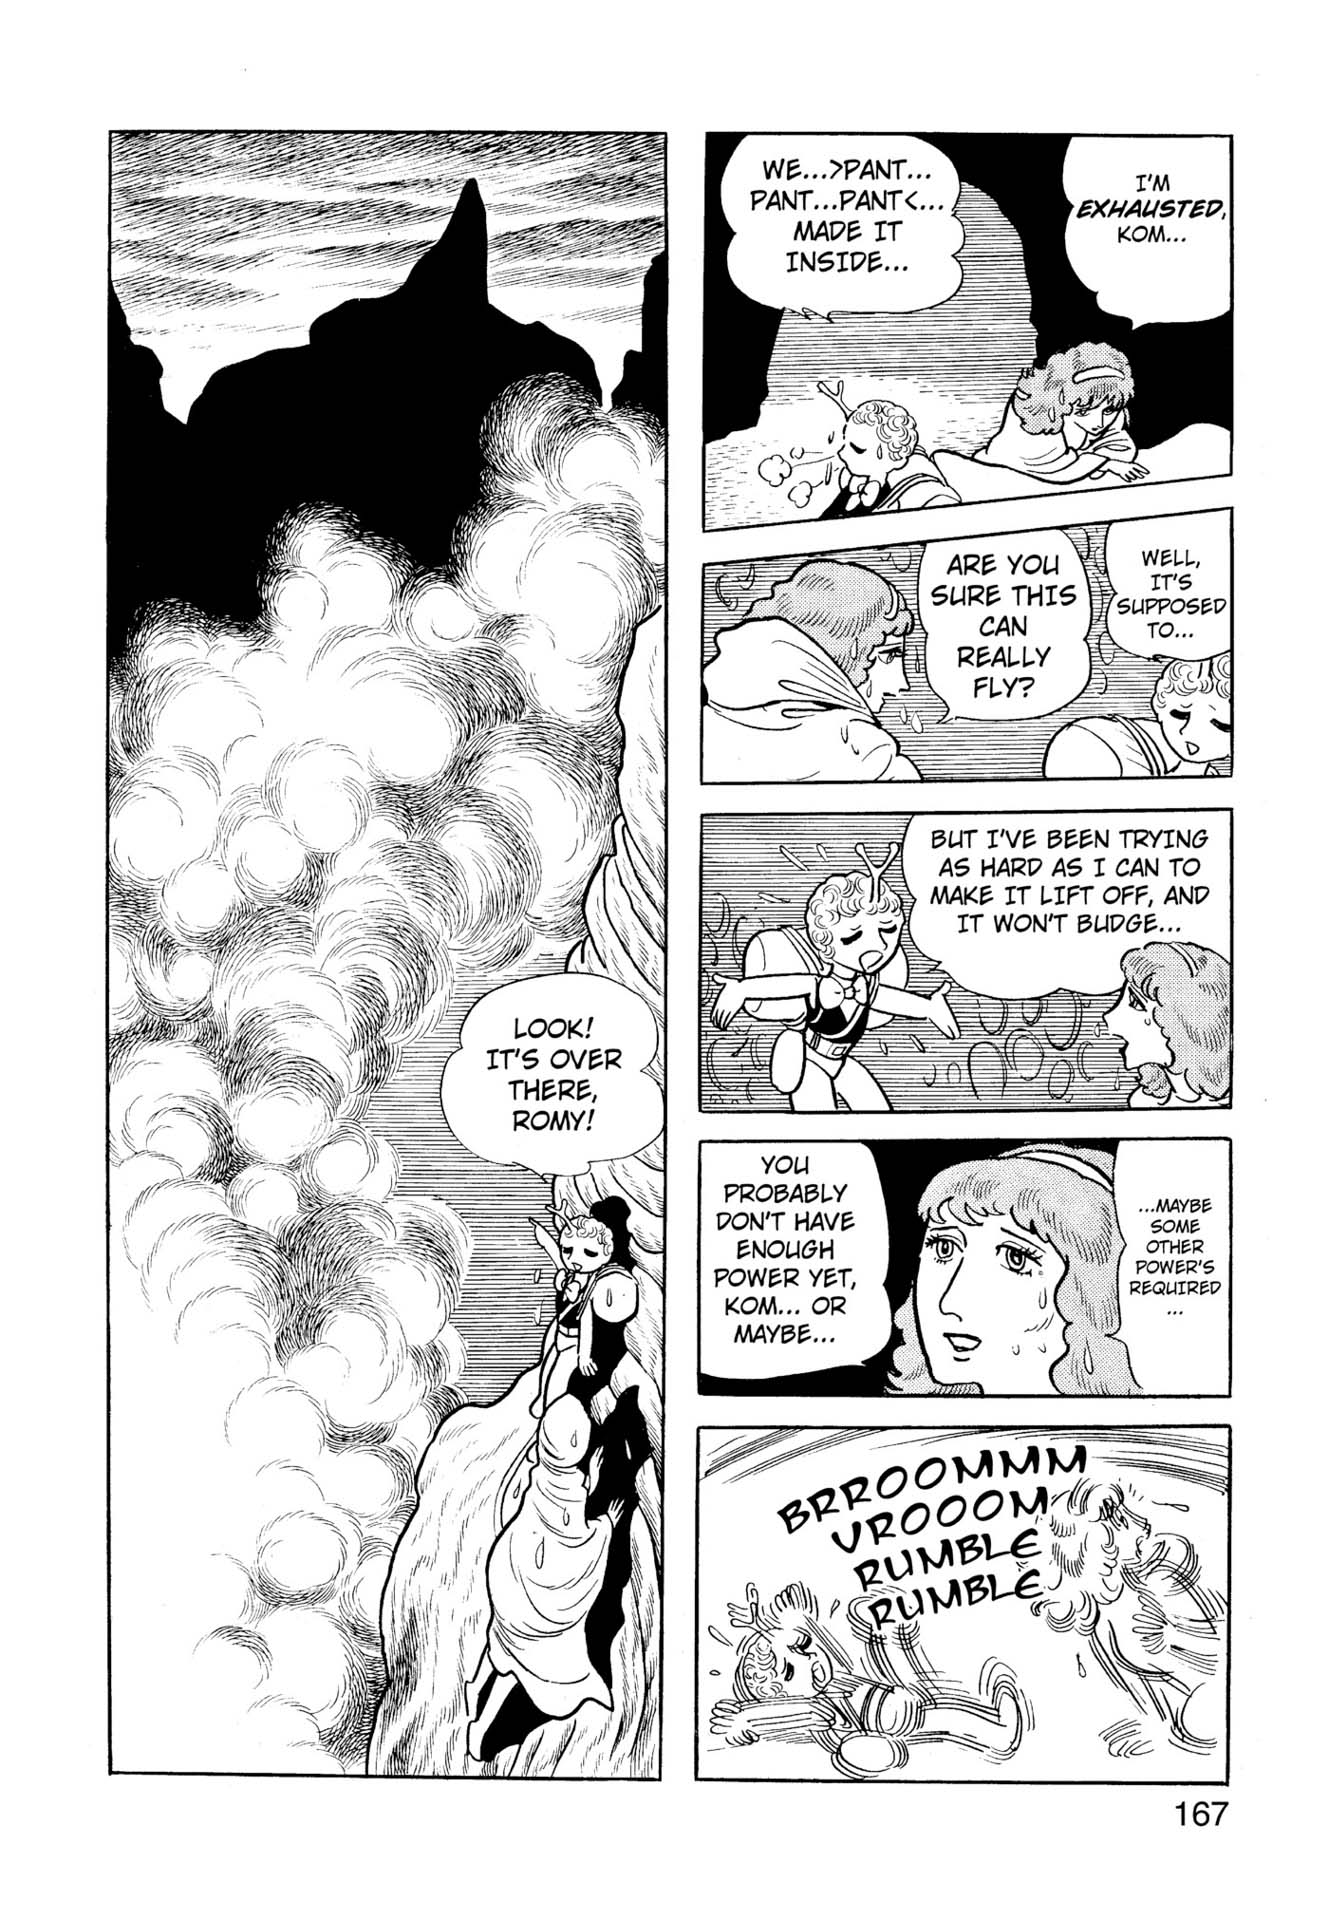 LOOK!
IT'S OVER
THERE,
ROMY!
WE...>PANT...
PANT...PANT<...
MADE IT
INSIDE...
I'M
EXHAUSTED,
KOM...
ARE YOU
SURE THIS
CAN
REALLY
FLY?
WELL,
IT'S
SUPPOSED
TO...
BUT I'VE BEEN TRYING
AS HARD AS I CAN TO
MAKE IT LIFT OFF, AND
IT WON'T BUDGE...
YOU
PROBABLY
DON'T HAVE
ENOUGH
POWER YET,
KOM... OR
MAYBE...
...MAYBE
SOME
OTHER
POWER'S
REQUIRED
...
BRROOMMM
VROOOM
RUMBLE
RUMBLE
167